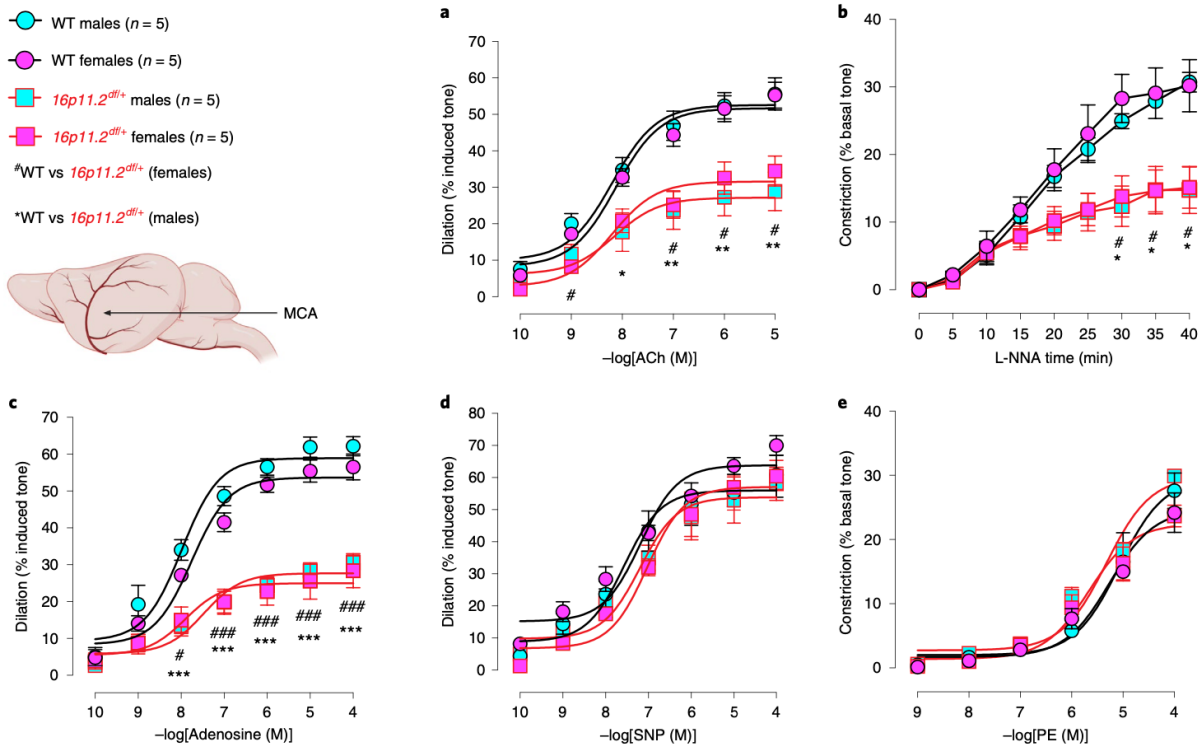 WT males (n = 5)
WT females (n = 5)
16p11.2df/+ males (n = 5)
16p11.2df/+ females (n = 5)
#WT vs 16p11.2df/+ (females)
*WT vs 16p11.2df/+ (males)
MCA
a
Dilation (% induced tone)
70
60
50
40
30
20
10
0
# * # ** # ** # **
10 9 8 7 6 5
–log[ACh (M)]
b
Constriction (% basal tone)
40
30
20
10
0
# * # * # *
0 5 10 15 20 25 30 35 40
L-NNA time (min)
c
Dilation (% induced tone)
70
60
50
40
30
20
10
0
# *** ### *** ### *** ### *** ### ***
10 9 8 7 6 5 4
–log[Adenosine (M)]
d
Dilation (% induced tone)
80
70
60
50
40
30
20
10
0
10 9 8 7 6 5 4
–log[SNP (M)]
e
Constriction (% basal tone)
40
30
20
10
0
9 8 7 6 5 4
–log[PE (M)]